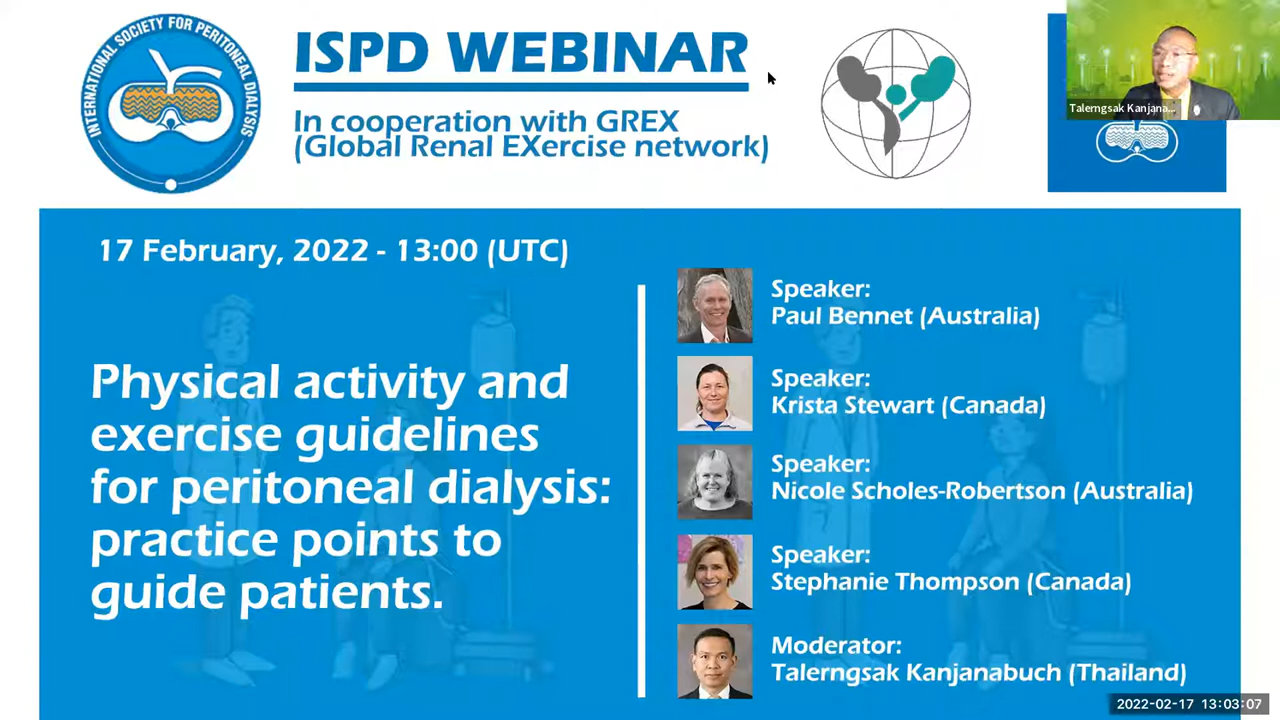 INTERNATIONAL SOCIETY FOR PERITONEAL DIALYSIS
ISPD WEBINAR
In cooperation with GREX
(Global Renal EXercise network)
Talerngsak Kanjana...
17 February, 2022 - 13:00 (UTC)
Physical activity and
exercise guidelines
for peritoneal dialysis:
practice points to
guide patients.
Speaker:
Paul Bennet (Australia)
Speaker:
Krista Stewart (Canada)
Speaker:
Nicole Scholes-Robertson (Australia)
Speaker:
Stephanie Thompson (Canada)
Moderator:
Talerngsak Kanjanabuch (Thailand)
2022-02-17 13:03:07